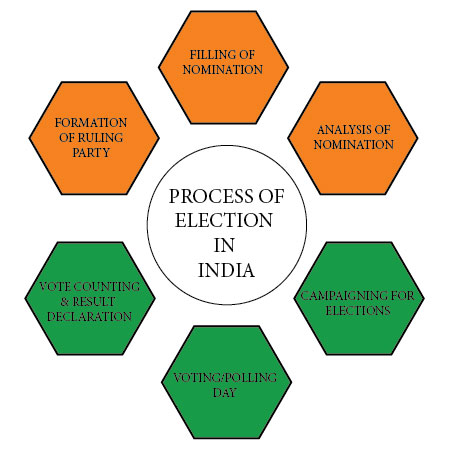 FILLING OF
NOMINATION
ANALYSIS OF
NOMINATION
CAMPAIGNING FOR
ELECTIONS
VOTING/POLLING
DAY
VOTE COUNTING
& RESULT
DECLARATION
FORMATION
OF RULING
PARTY
PROCESS OF
ELECTION
IN
INDIA